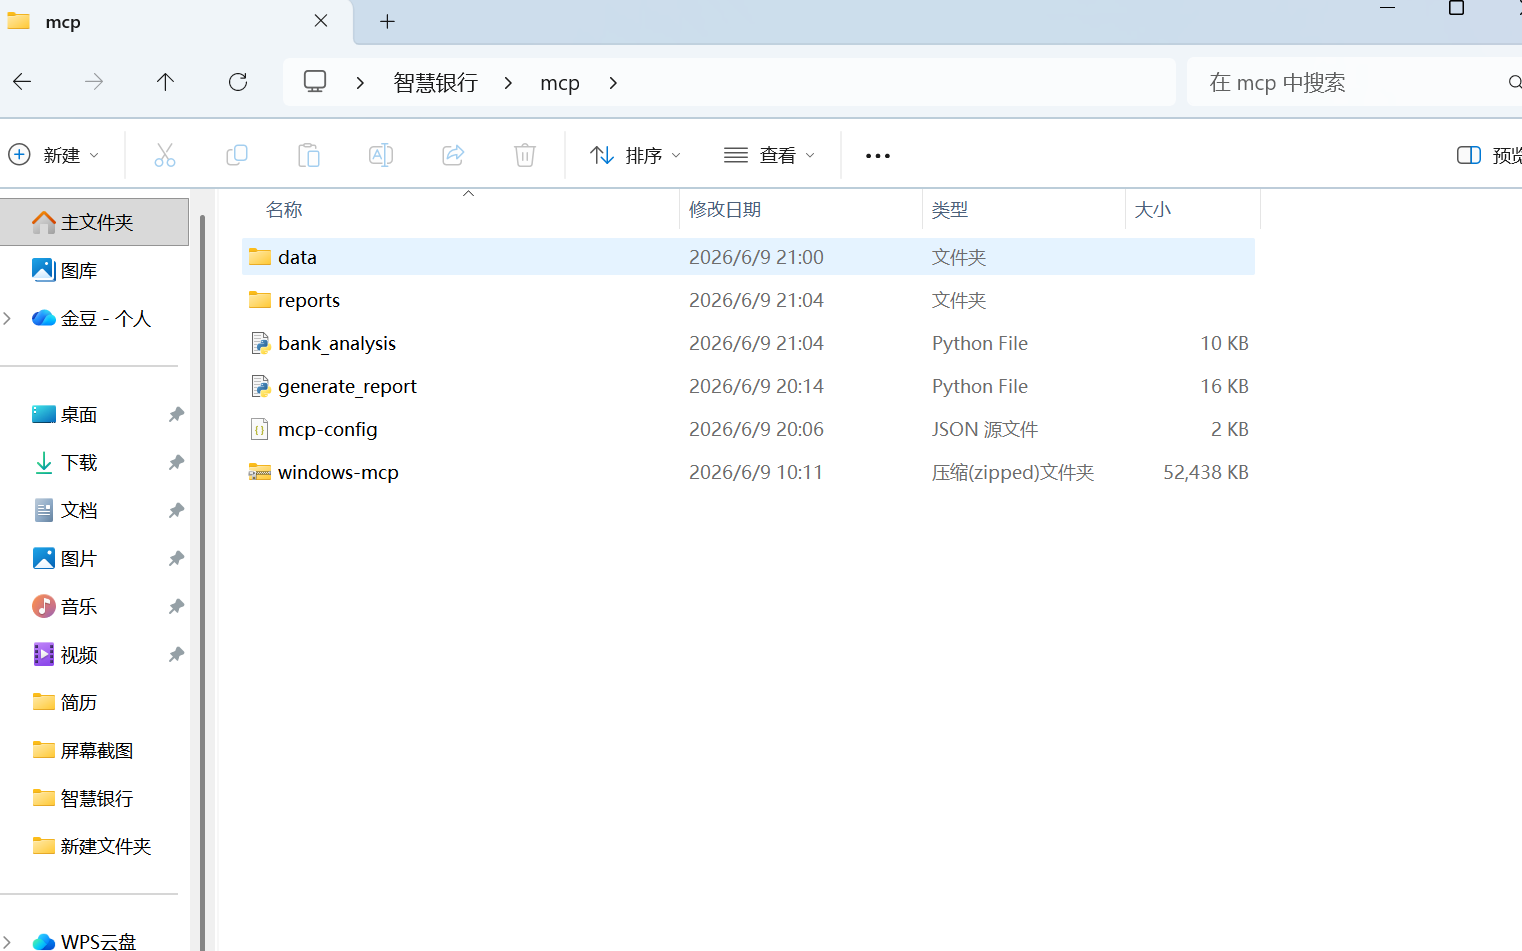 mcp
智慧银行 mcp 在 mcp 中搜索
新建 排序 查看 预览
名称 修改日期 类型 大小
主文件夹
图库
金豆 - 个人
桌面
下载
文档
图片
音乐
视频
简历
屏幕截图
智慧银行
新建文件夹
WPS云盘
data 2026/6/9 21:00 文件夹
reports 2026/6/9 21:04 文件夹
bank_analysis 2026/6/9 21:04 Python File 10 KB
generate_report 2026/6/9 20:14 Python File 16 KB
mcp-config 2026/6/9 20:06 JSON 源文件 2 KB
windows-mcp 2026/6/9 10:11 压缩(zipped)文件夹 52,438 KB